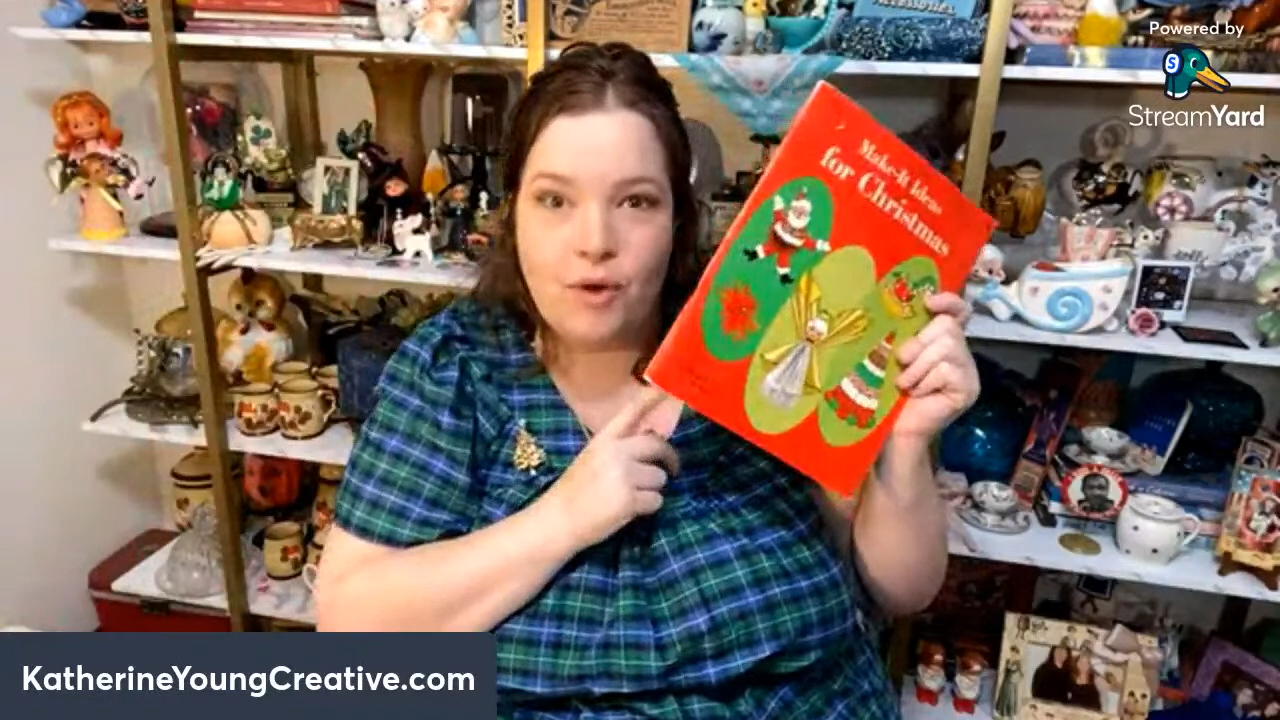 Powered by
StreamYard
Make-It Ideas
for Christmas
KatherineYoungCreative.com